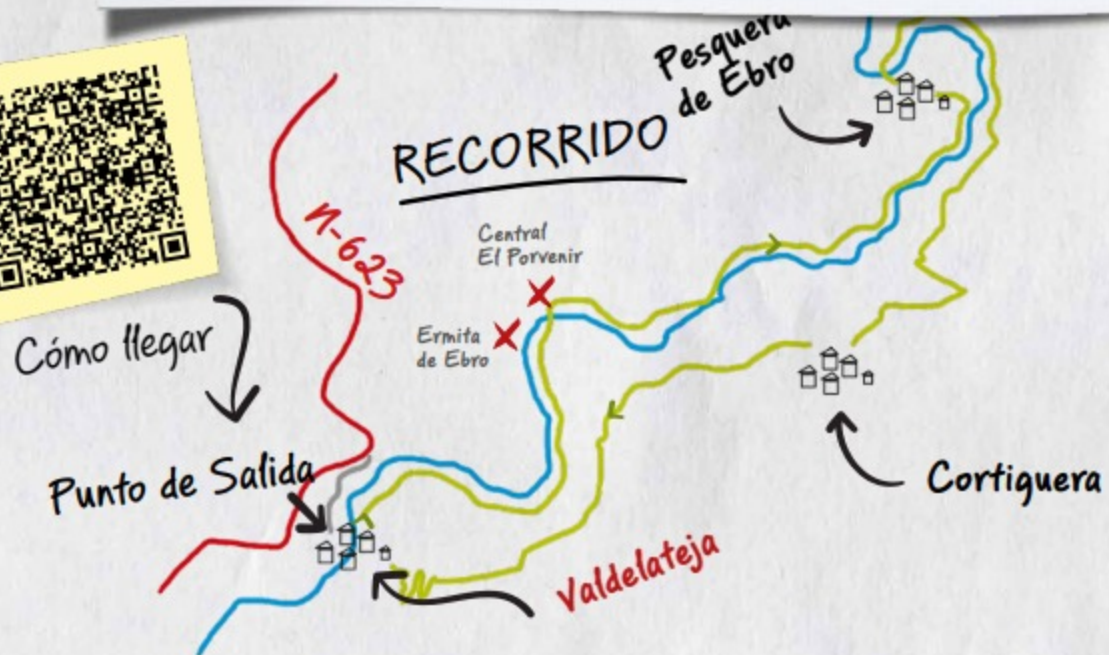 Pesquera
de Ebro
RECORRIDO
N-623
Central
El Porvenir
Ermita
de Ebro
Cómo llegar
Punto de Salida
Cortiguera
Valdelateja